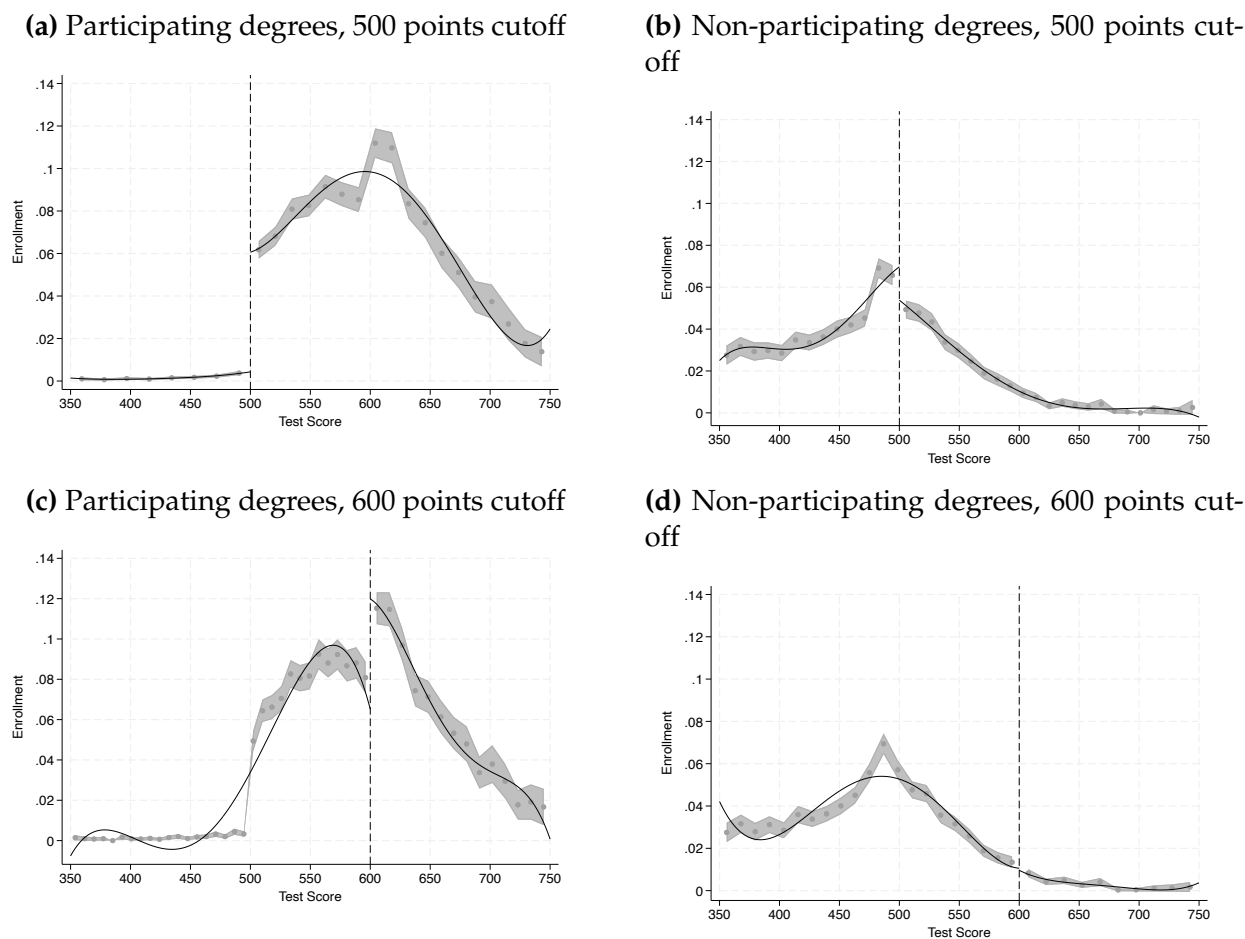 (a) Participating degrees, 500 points cutoff
.14
.12
.1
.08
.06
.04
.02
0
Enrollment
350 400 450 500 550 600 650 700 750
Test Score
(b) Non-participating degrees, 500 points cut-
off
.14
.12
.1
.08
.06
.04
.02
0
Enrollment
350 400 450 500 550 600 650 700 750
Test Score
(c) Participating degrees, 600 points cutoff
.14
.12
.1
.08
.06
.04
.02
0
Enrollment
350 400 450 500 550 600 650 700 750
Test Score
(d) Non-participating degrees, 600 points cut-
off
.14
.12
.1
.08
.06
.04
.02
0
Enrollment
350 400 450 500 550 600 650 700 750
Test Score